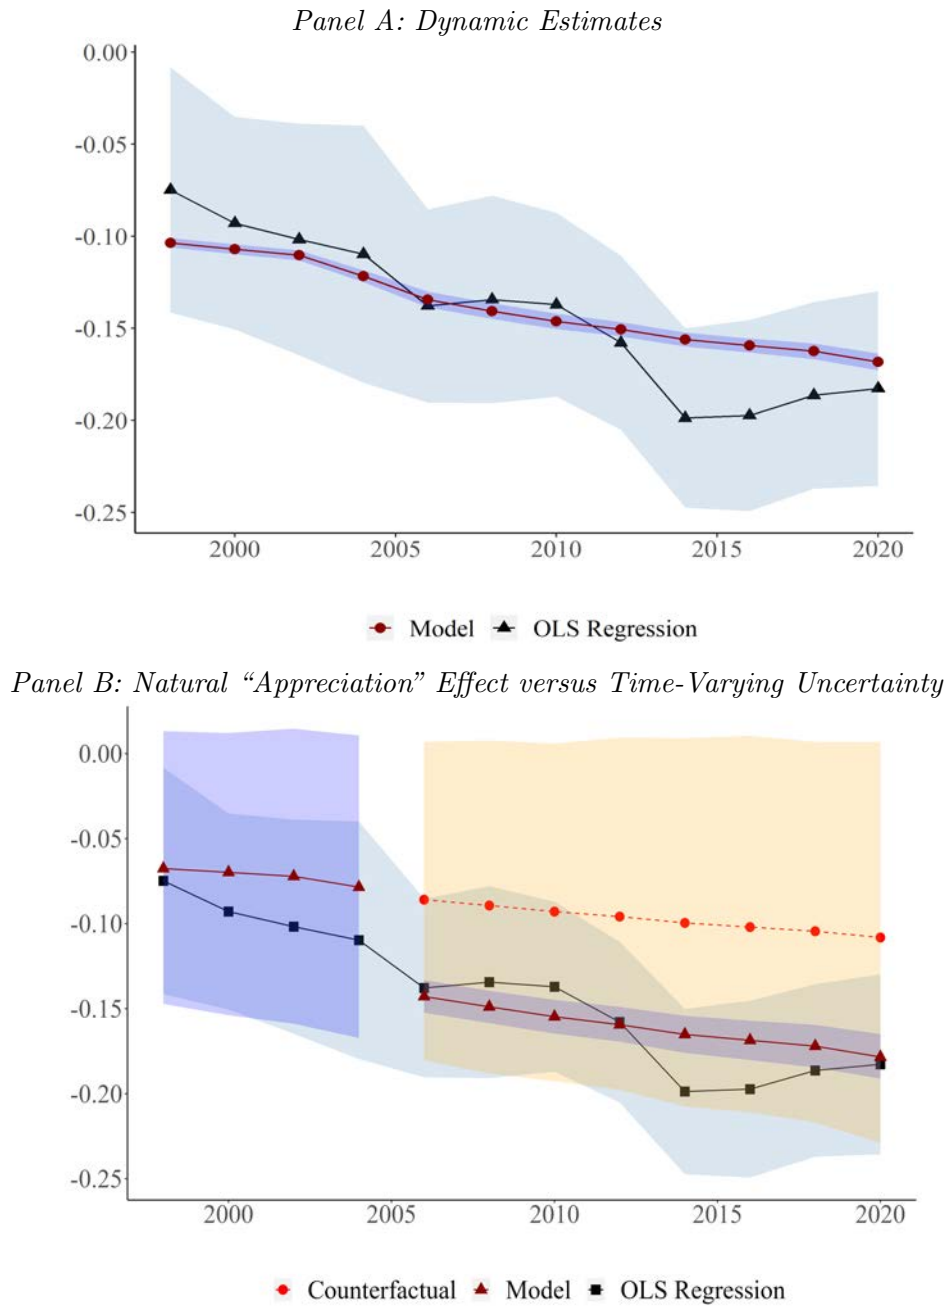 Panel A: Dynamic Estimates
0.00
-0.05
-0.10
-0.15
-0.20
-0.25
2000 2005 2010 2015 2020
Model OLS Regression
Panel B: Natural “Appreciation” Effect versus Time-Varying Uncertainty
0.00
-0.05
-0.10
-0.15
-0.20
-0.25
2000 2005 2010 2015 2020
Counterfactual Model OLS Regression